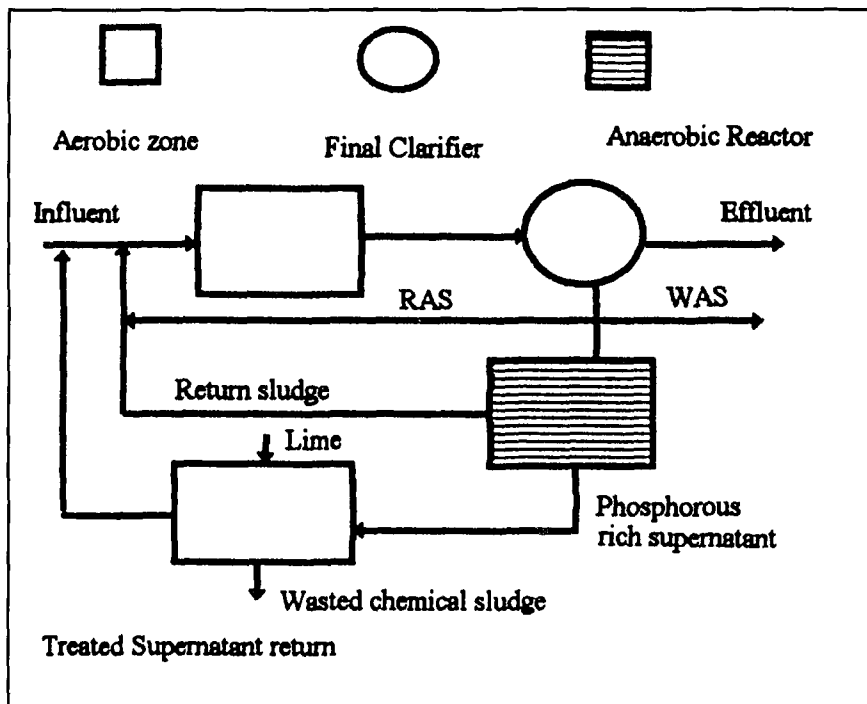 Aerobic zone
Final Clarifier
Anaerobic Reactor
Influent
Effluent
RAS
WAS
Return sludge
Lime
Phosphorous
rich supernatant
Wasted chemical sludge
Treated Supernatant return